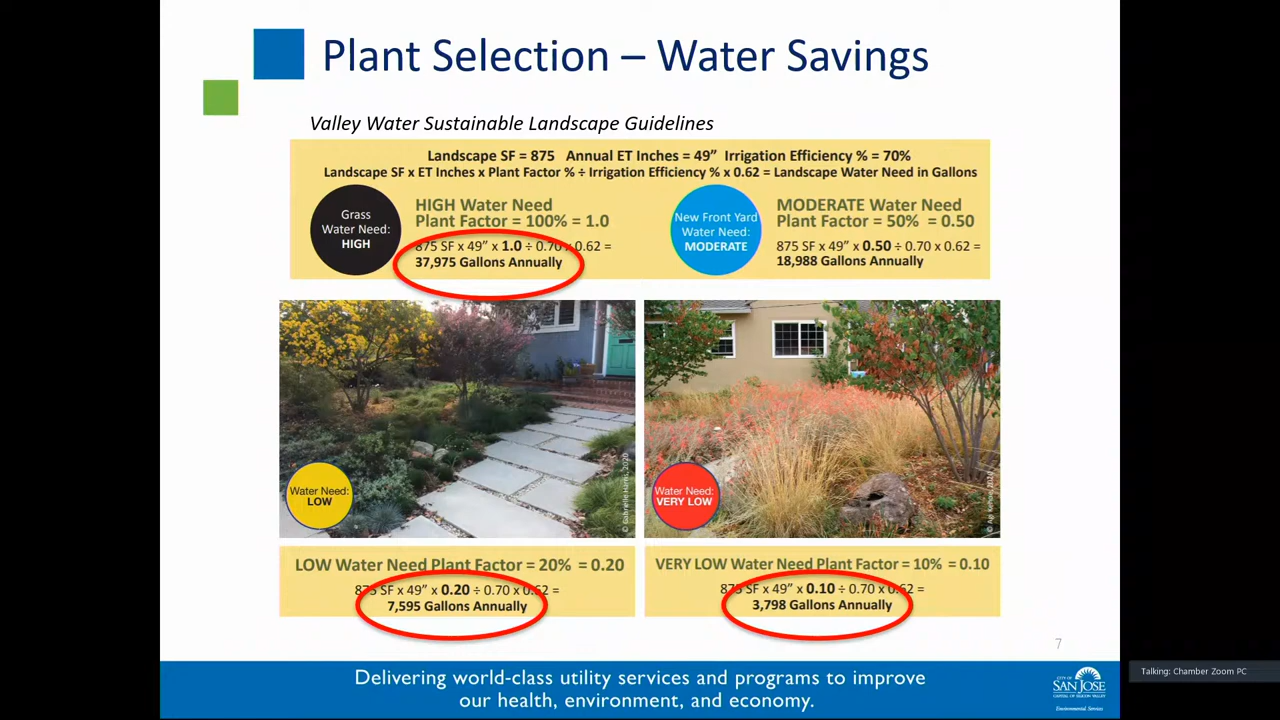 Plant Selection – Water Savings
Valley Water Sustainable Landscape Guidelines
Landscape SF = 875 Annual ET Inches = 49” Irrigation Efficiency % = 70%
Landscape SF x ET Inches x Plant Factor % ÷ Irrigation Efficiency % x 0.62 = Landscape Water Need in Gallons
Grass
Water Need:
HIGH
HIGH Water Need
Plant Factor = 100% = 1.0
875 SF x 49” x 1.0 ÷ 0.70 x 0.62 =
37,975 Gallons Annually
New Front Yard
Water Need:
MODERATE
MODERATE Water Need
Plant Factor = 50% = 0.50
875 SF x 49” x 0.50 ÷ 0.70 x 0.62 =
18,988 Gallons Annually
Water Need:
LOW
Water Need:
VERY LOW
LOW Water Need Plant Factor = 20% = 0.20
875 SF x 49” x 0.20 ÷ 0.70 x 0.62 =
7,595 Gallons Annually
VERY LOW Water Need Plant Factor = 10% = 0.10
875 SF x 49” x 0.10 ÷ 0.70 x 0.62 =
3,798 Gallons Annually
7
Delivering world-class utility services and programs to improve
our health, environment, and economy.
CITY OF
SAN JOSE
CAPITAL OF SILICON VALLEY
Environmental Services
Talking: Chamber Zoom PC